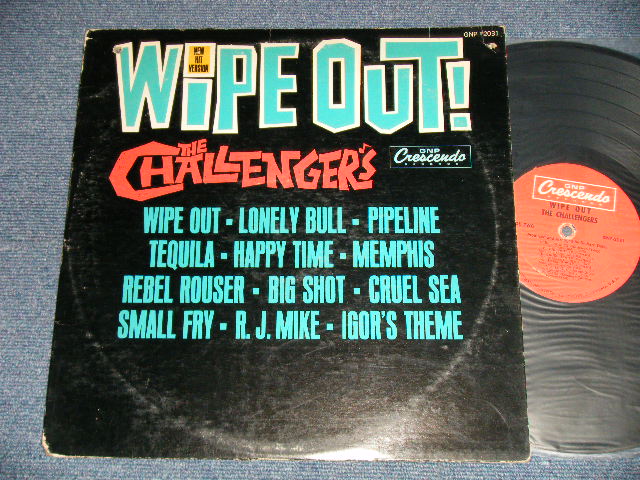 GNP 2031
WIPE OUT!
NEW
HIT
VERSION
THE
CHALLENGERS
GNP
Crescendo
RECORDS
WIPE OUT - LONELY BULL - PIPELINE
TEQUILA - HAPPY TIME - MEMPHIS
REBEL ROUSER - BIG SHOT - CRUEL SEA
SMALL FRY - R. J. MIKE - IGOR'S THEME
GNP
Crescendo
WIPE OUT
THE CHALLENGERS